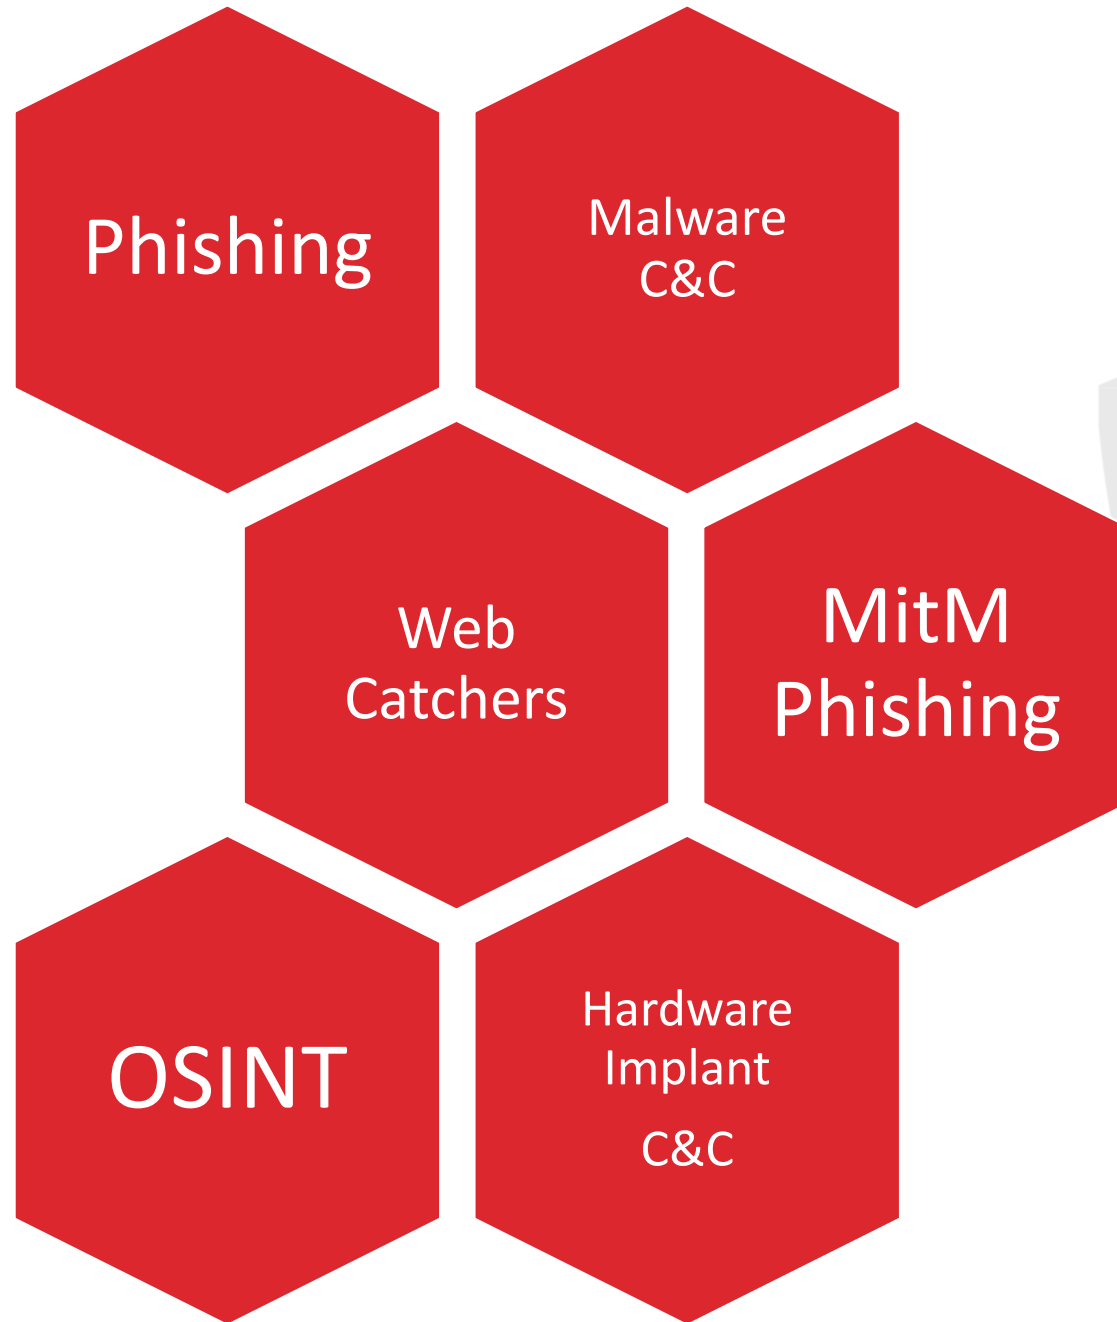 Phishing
Malware
C&C
Web
Catchers
MitM
Phishing
OSINT
Hardware
Implant
C&C